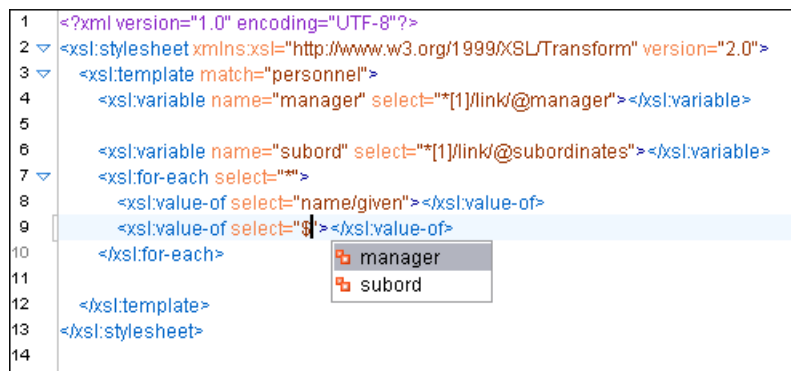 1 <?xml version="1.0" encoding="UTF-8"?>
2 <xsl:stylesheet xmlns:xsl="http://www.w3.org/1999/XSL/Transform" version="2.0">
3 <xsl:template match="personnel">
4 <xsl:variable name="manager" select="*[1]/link/@manager"></xsl:variable>
5
6 <xsl:variable name="subord" select="*[1]/link/@subordinates"></xsl:variable>
7 <xsl:for-each select="*">
8 <xsl:value-of select="name/given"></xsl:value-of>
9 <xsl:value-of select="$"></xsl:value-of>
10 </xsl:for-each>
manager
11
subord
12 </xsl:template>
13 </xsl:stylesheet>
14